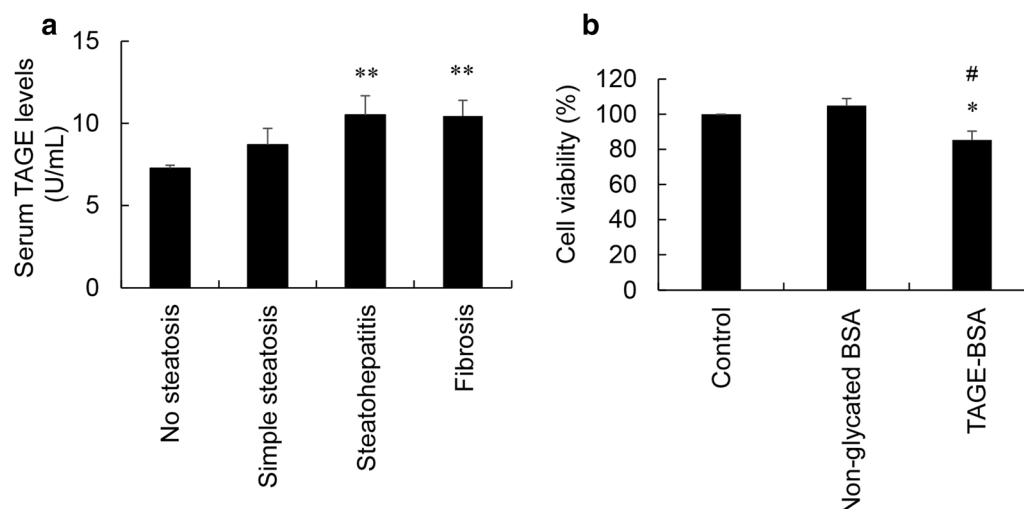 a
Serum TAGE levels
(U/mL)
15
10
5
0
**
**
No steatosis
Simple steatosis
Steatohepatitis
Fibrosis
b
Cell viability (%)
120
100
80
60
40
20
0
#
*
Control
Non-glycated BSA
TAGE-BSA